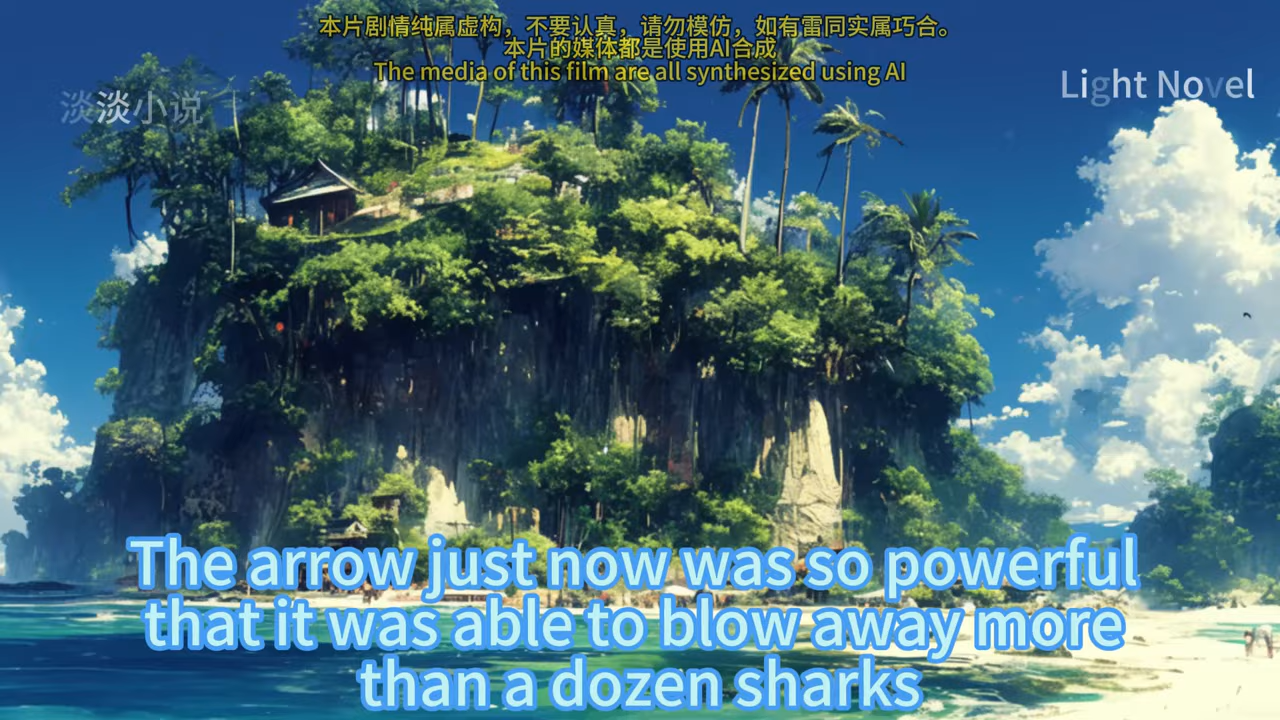 本片剧情纯属虚构，不要认真，请勿模仿，如有雷同实属巧合。
本片的媒体都是使用AI合成
The media of this film are all synthesized using AI
淡淡小说
Light Novel
The arrow just now was so powerful
that it was able to blow away more
than a dozen sharks